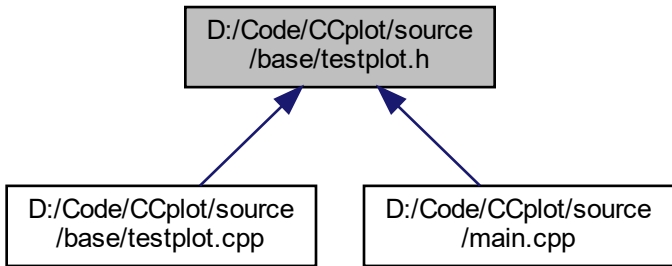 D:/Code/CCplot/source
/base/testplot.h
D:/Code/CCplot/source
/base/testplot.cpp
D:/Code/CCplot/source
/main.cpp